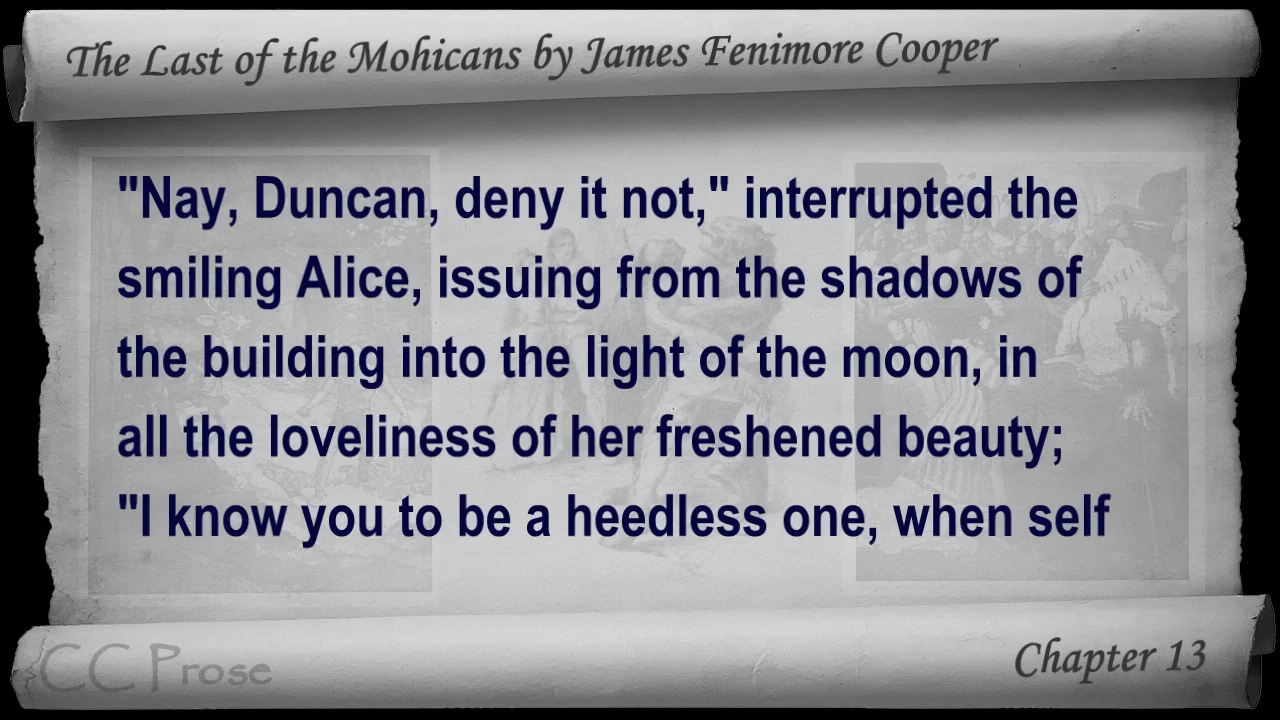 The Last of the Mohicans by James Fenimore Cooper
"Nay, Duncan, deny it not," interrupted the
smiling Alice, issuing from the shadows of
the building into the light of the moon, in
all the loveliness of her freshened beauty;
"I know you to be a heedless one, when self
CC Prose
Chapter 13